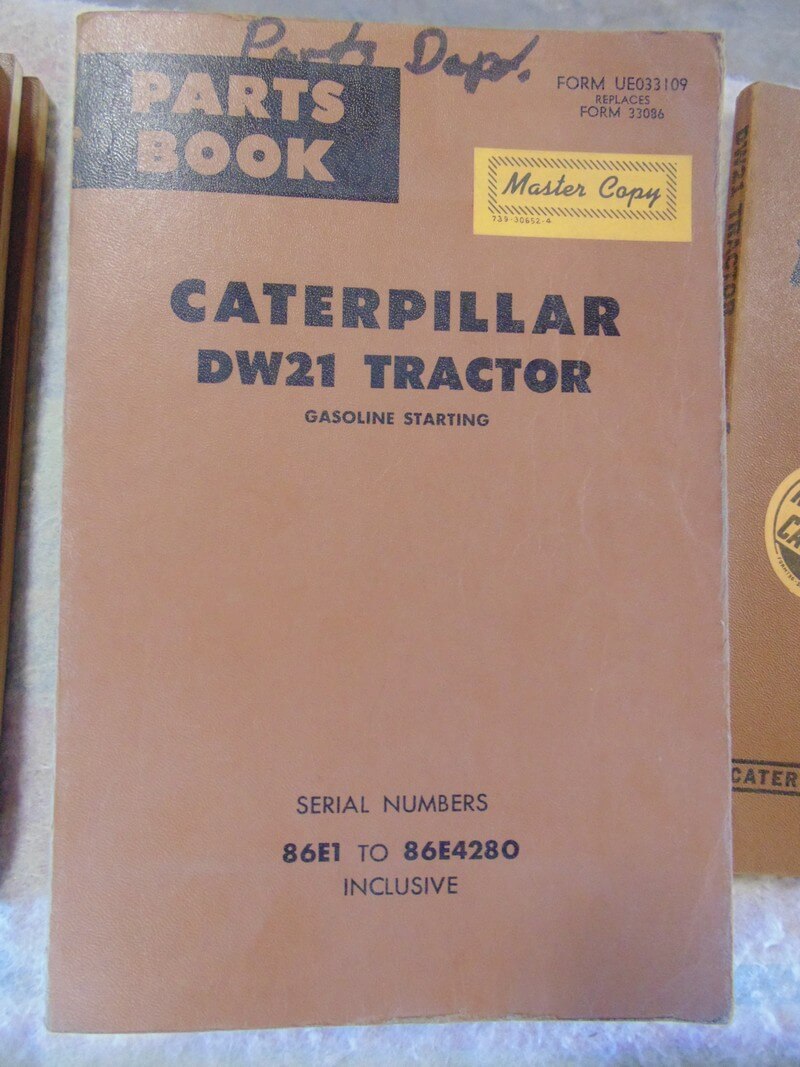 Parts Dept.
PARTS
BOOK
FORM UE033109
REPLACES
FORM 33086
Master Copy
739-30652-4
CATERPILLAR
DW21 TRACTOR
GASOLINE STARTING
SERIAL NUMBERS
86E1 TO 86E4280
INCLUSIVE
DW21 TRACTOR
CATER